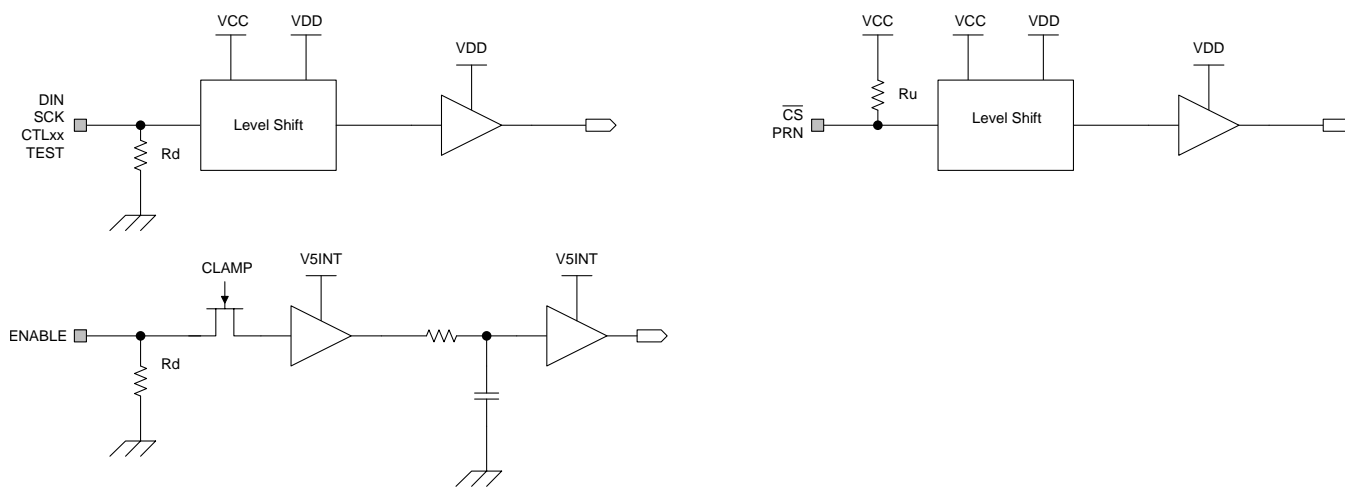 VCC VDD
VDD
DIN
SCK
CTLxx
TEST
Rd
Level Shift
VCC
VCC VDD
VDD
Ru
C̅S̅
PRN
Level Shift
CLAMP
V5INT
V5INT
ENABLE
Rd